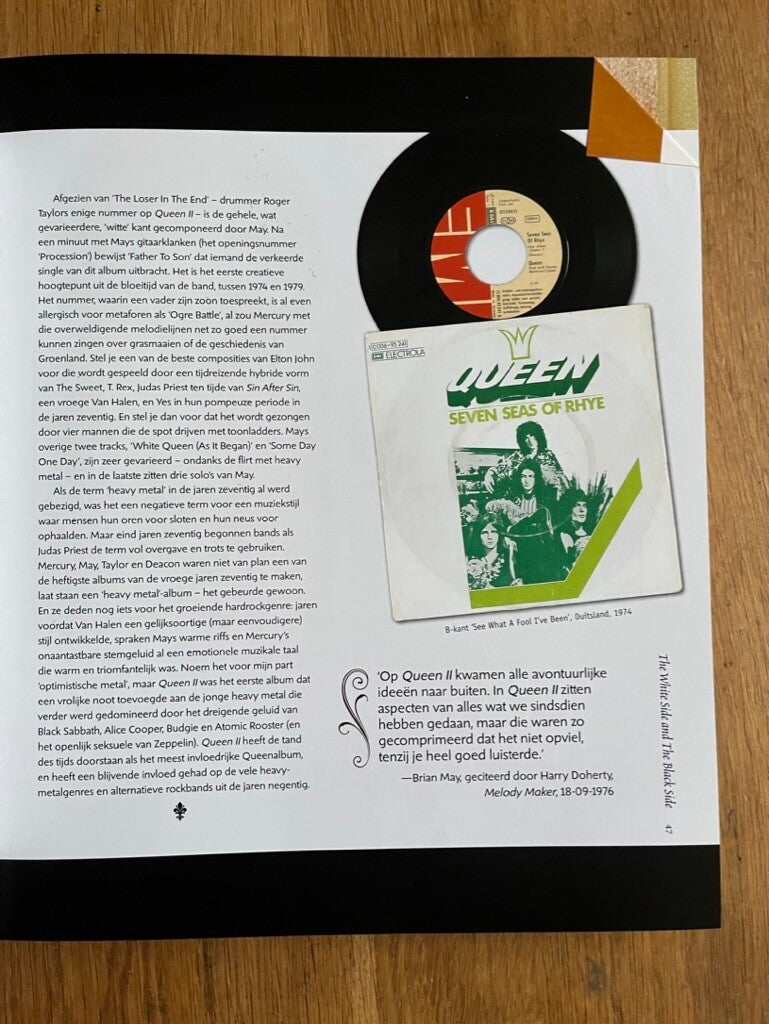 Afgezien van 'The Loser In The End' – drummer Roger
Taylors enige nummer op Queen II – is de gehele, wat
gevarieerdere, 'witte' kant gecomponeerd door May. Na
een minuut met Mays gitaarklanken (het openingsnummer
'Procession') bewijst 'Father To Son' dat iemand de verkeerde
single van dit album uitbracht. Het is het eerste creatieve
hoogtepunt uit de bloeitijd van de band, tussen 1974 en 1979.
Het nummer, waarin een vader zijn zoon toespreekt, is al even
allergisch voor metaforen als 'Ogre Battle', al zou Mercury met
die overweldigende melodielijnen net zo goed een nummer
kunnen zingen over grasmaaien of de geschiedenis van
Groenland. Stel je een van de beste composities van Elton John
voor die wordt gespeeld door een tijdreizende hybride vorm
van The Sweet, T. Rex, Judas Priest ten tijde van Sin After Sin,
een vroege Van Halen, en Yes in hun pompeuze periode in
de jaren zeventig. En stel je dan voor dat het wordt gezongen
door vier mannen die de spot drijven met toonladders. Mays
overige twee tracks, 'White Queen (As It Began)' en 'Some Day
One Day', zijn zeer gevarieerd – ondanks de flirt met heavy
metal – en in de laatste zitten drie solo's van May.
Als de term 'heavy metal' in de jaren zeventig al werd
gebezigd, was het een negatieve term voor een muziekstijl
waar mensen hun oren voor sloten en hun neus voor
ophaalden. Maar eind jaren zeventig begonnen bands als
Judas Priest de term vol overgave en trots te gebruiken.
Mercury, May, Taylor en Deacon waren niet van plan een van
de heftigste albums van de vroege jaren zeventig te maken,
laat staan een 'heavy metal'-album – het gebeurde gewoon.
En ze deden nog iets voor het groeiende hardrockgenre: jaren
voordat Van Halen een gelijksoortige (maar eenvoudigere)
stijl ontwikkelde, spraken Mays warme riffs en Mercury's
onaantastbare stemgeluid al een emotionele muzikale taal
die warm en triomfantelijk was. Noem het voor mijn part
'optimistische metal', maar Queen II was het eerste album dat
een vrolijke noot toevoegde aan de jonge heavy metal die
verder werd gedomineerd door het dreigende geluid van
Black Sabbath, Alice Cooper, Budgie en Atomic Rooster (en
het openlijk seksuele van Zeppelin). Queen II heeft de tand
des tijds doorstaan als het meest invloedrijke Queenalbum,
en heeft een blijvende invloed gehad op de vele heavy-
metalgenres en alternatieve rockbands uit de jaren negentig.
STEREO
Seven Seas
Of Rhye
Queen
EMI ELECTROLA
QUEEN
SEVEN SEAS OF RHYE
B-kant 'See What A Fool I've Been', Duitsland, 1974
'Op Queen II kwamen alle avontuurlijke
ideeën naar buiten. In Queen II zitten
aspecten van alles wat we sindsdien
hebben gedaan, maar die waren zo
gecomprimeerd dat het niet opviel,
tenzij je heel goed luisterde.'
—Brian May, geciteerd door Harry Doherty,
Melody Maker, 18-09-1976
The White Side and The Black Side
47